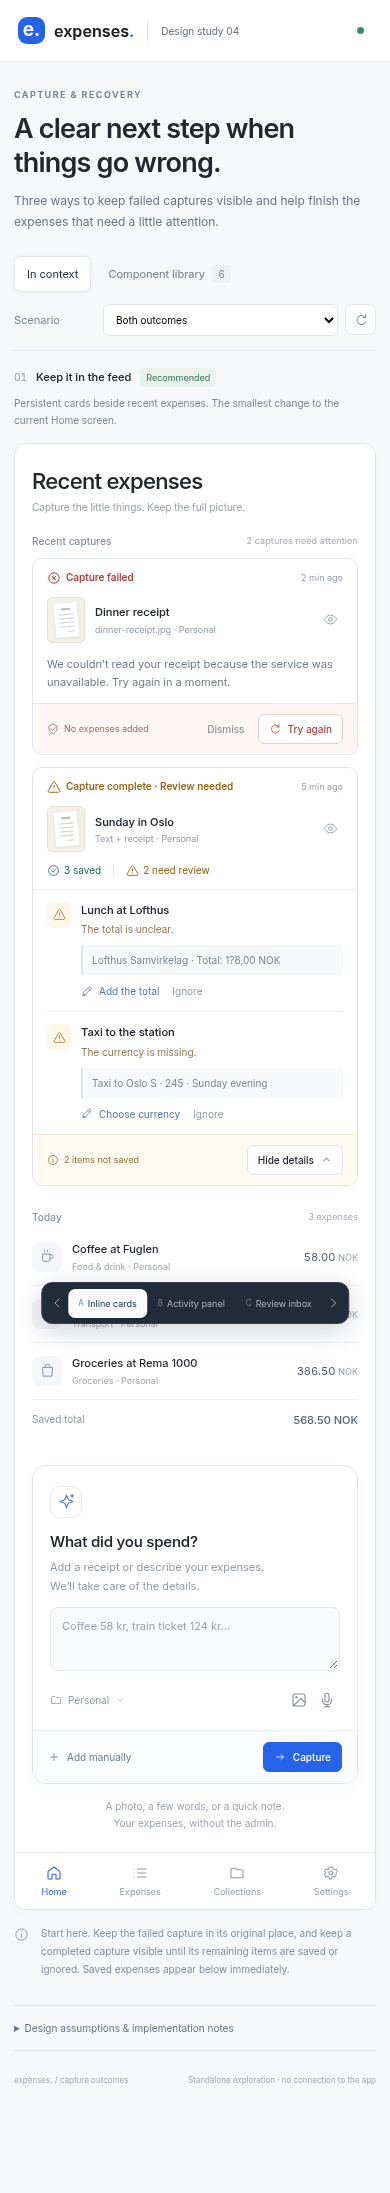 e. expenses. Design study 04
CAPTURE & RECOVERY
A clear next step when
things go wrong.
Three ways to keep failed captures visible and help finish the
expenses that need a little attention.
In context Component library 6
Scenario Both outcomes
01 Keep it in the feed Recommended
Persistent cards beside recent expenses. The smallest change to the
current Home screen.
Recent expenses
Capture the little things. Keep the full picture.
Recent captures 2 captures need attention
Capture failed 2 min ago
Dinner receipt
dinner-receipt.jpg · Personal
We couldn't read your receipt because the service was
unavailable. Try again in a moment.
No expenses added Dismiss Try again
Capture complete · Review needed 5 min ago
Sunday in Oslo
Text + receipt · Personal
3 saved 2 need review
Lunch at Lofthus
The total is unclear.
Lofthus Samvirkelag · Total: 1?8,00 NOK
Add the total Ignore
Taxi to the station
The currency is missing.
Taxi to Oslo S · 245 · Sunday evening
Choose currency Ignore
2 items not saved Hide details
Today 3 expenses
Coffee at Fuglen
Food & drink · Personal
58.00 NOK
A Inline cards B Activity panel C Review inbox
Transport · Personal
Groceries at Rema 1000
Groceries · Personal
386.50 NOK
Saved total 568.50 NOK
What did you spend?
Add a receipt or describe your expenses.
We'll take care of the details.
Coffee 58 kr, train ticket 124 kr...
Personal
Add manually Capture
A photo, a few words, or a quick note.
Your expenses, without the admin.
Home Expenses Collections Settings
Start here. Keep the failed capture in its original place, and keep a
completed capture visible until its remaining items are saved or
ignored. Saved expenses appear below immediately.
Design assumptions & implementation notes
expenses. / capture outcomes Standalone exploration · no connection to the app